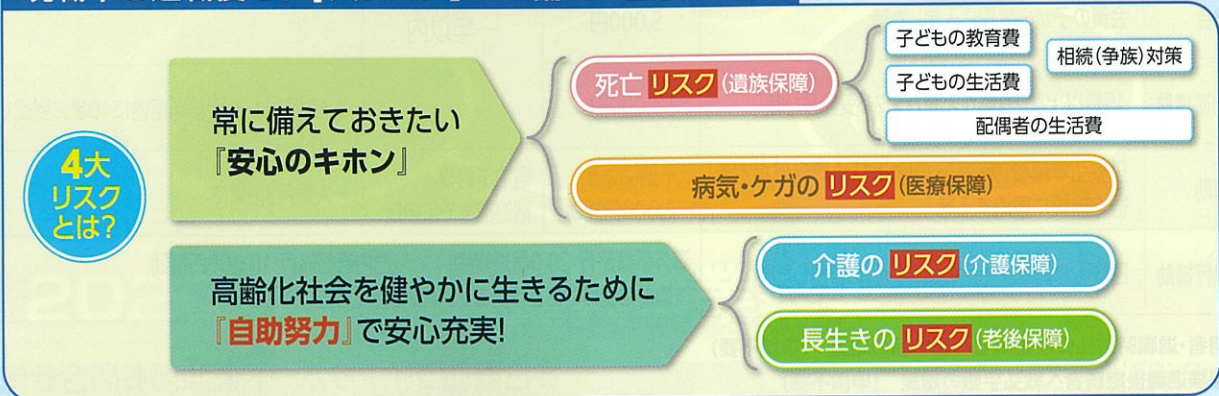 4大
リスク
とは?
常に備えておきたい
『安心のキホン』
死亡 リスク (遺族保障)
子どもの教育費
子どもの生活費
相続(争族)対策
配偶者の生活費
病気・ケガの リスク (医療保障)
高齢化社会を健やかに生きるために
『自助努力』で安心充実!
介護の リスク (介護保障)
長生きの リスク (老後保障)